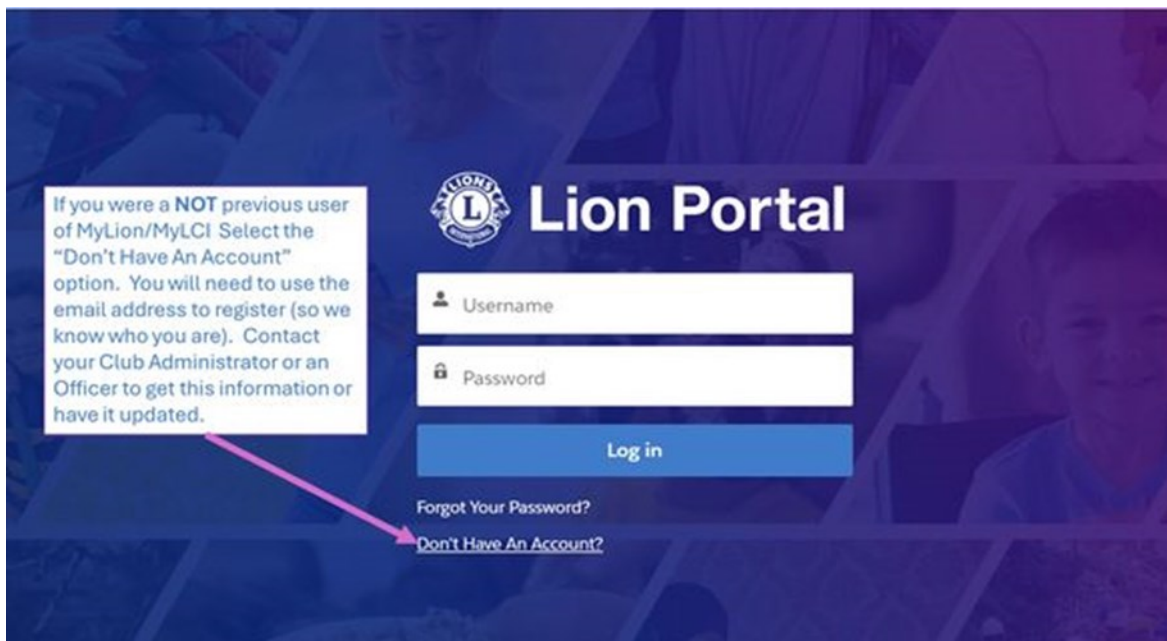 If you were a NOT previous user
of MyLion/MyLCI Select the
“Don’t Have An Account”
option. You will need to use the
email address to register (so we
know who you are). Contact
your Club Administrator or an
Officer to get this information or
have it updated.
LIONS
L
INTERNATIONAL
Lion Portal
Username
Password
Log in
Forgot Your Password?
Don't Have An Account?